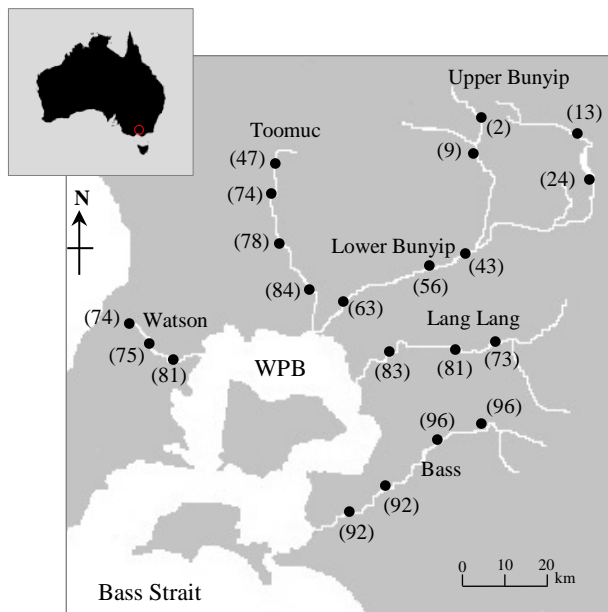 Upper Bunyip
(13)
Toomuc
(2)
(47)
(9)
(24)
(74)
N
(78)
Lower Bunyip
(43)
(56)
(84)
(63)
(74)
Watson
Lang Lang
(75)
(81)
WPB
(83)
(81)
(73)
(96)
(96)
Bass
(92)
(92)
0 10 20
km
Bass Strait